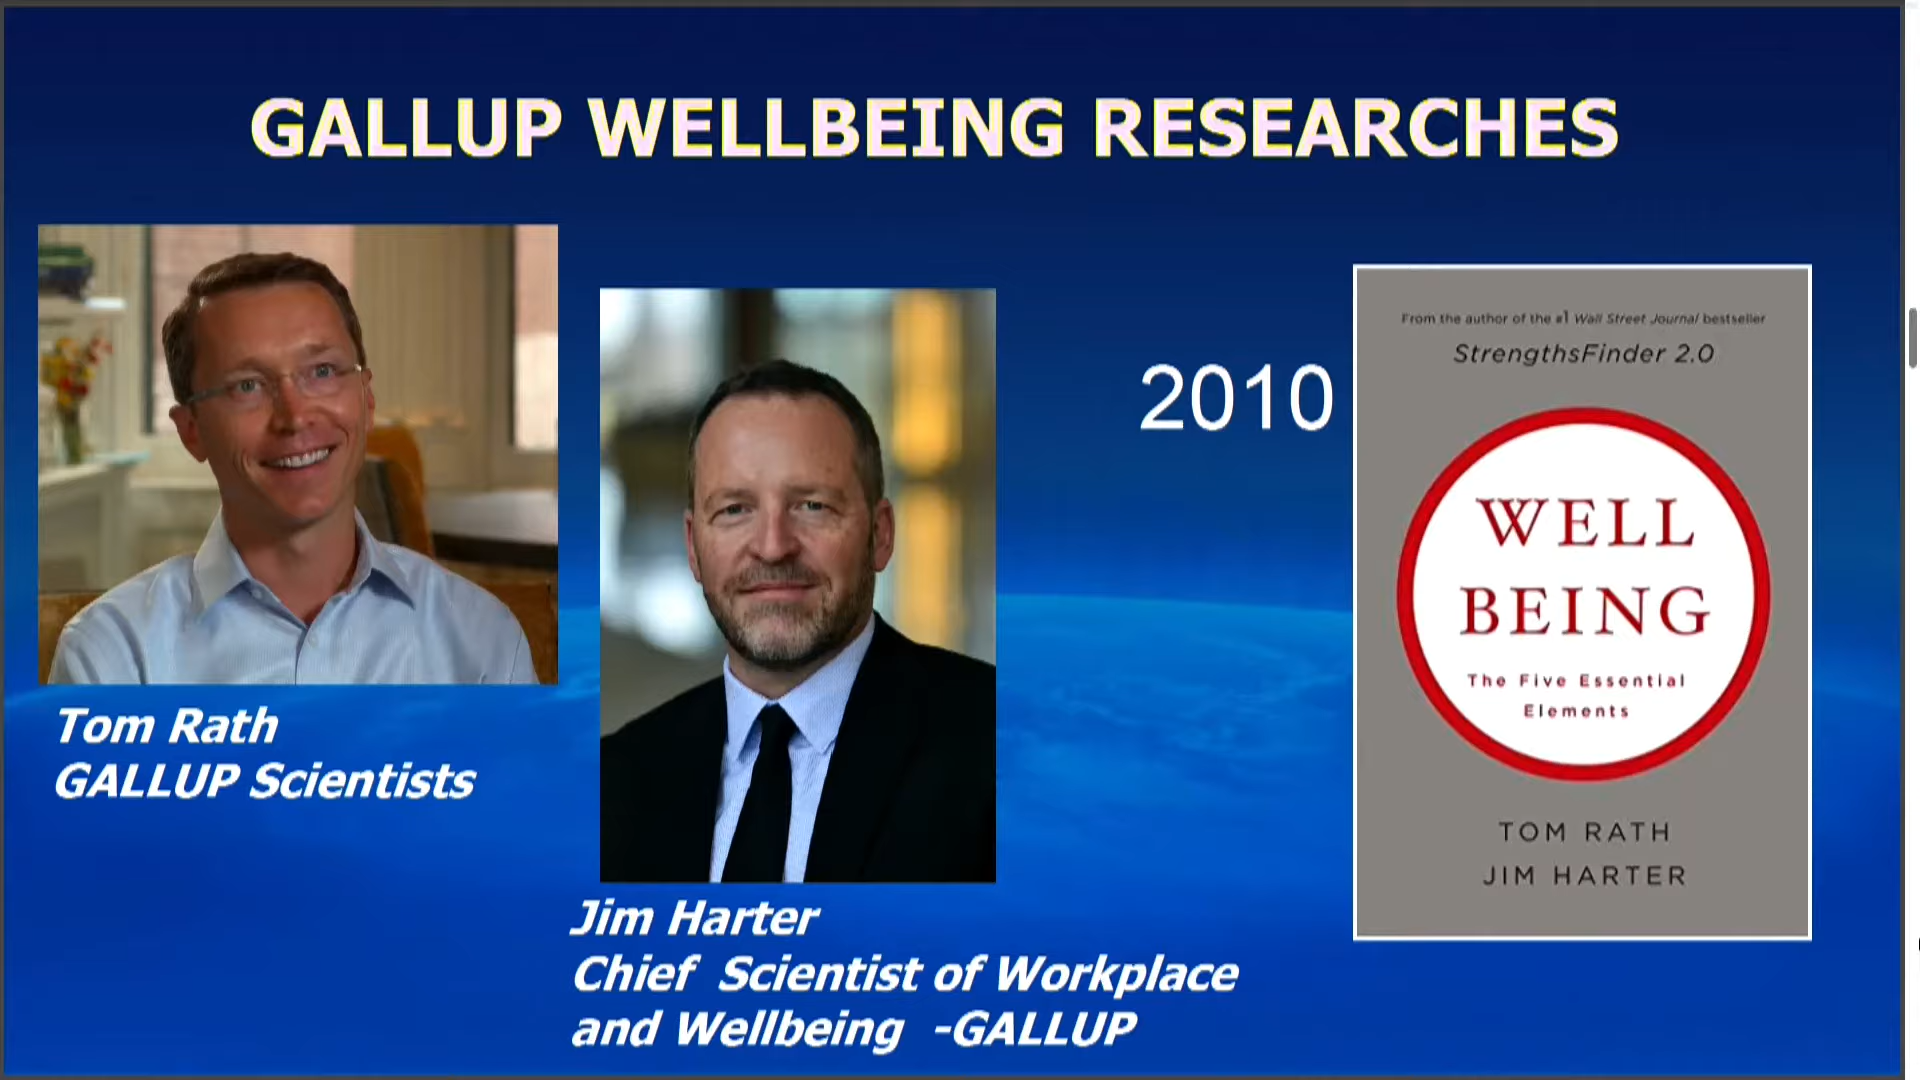 GALLUP WELLBEING RESEARCHES
Tom Rath
GALLUP Scientists
Jim Harter
Chief Scientist of Workplace
and Wellbeing -GALLUP
2010
From the author of the #1 Wall Street Journal bestseller
StrengthsFinder 2.0
WELL
BEING
The Five Essential
Elements
TOM RATH
JIM HARTER